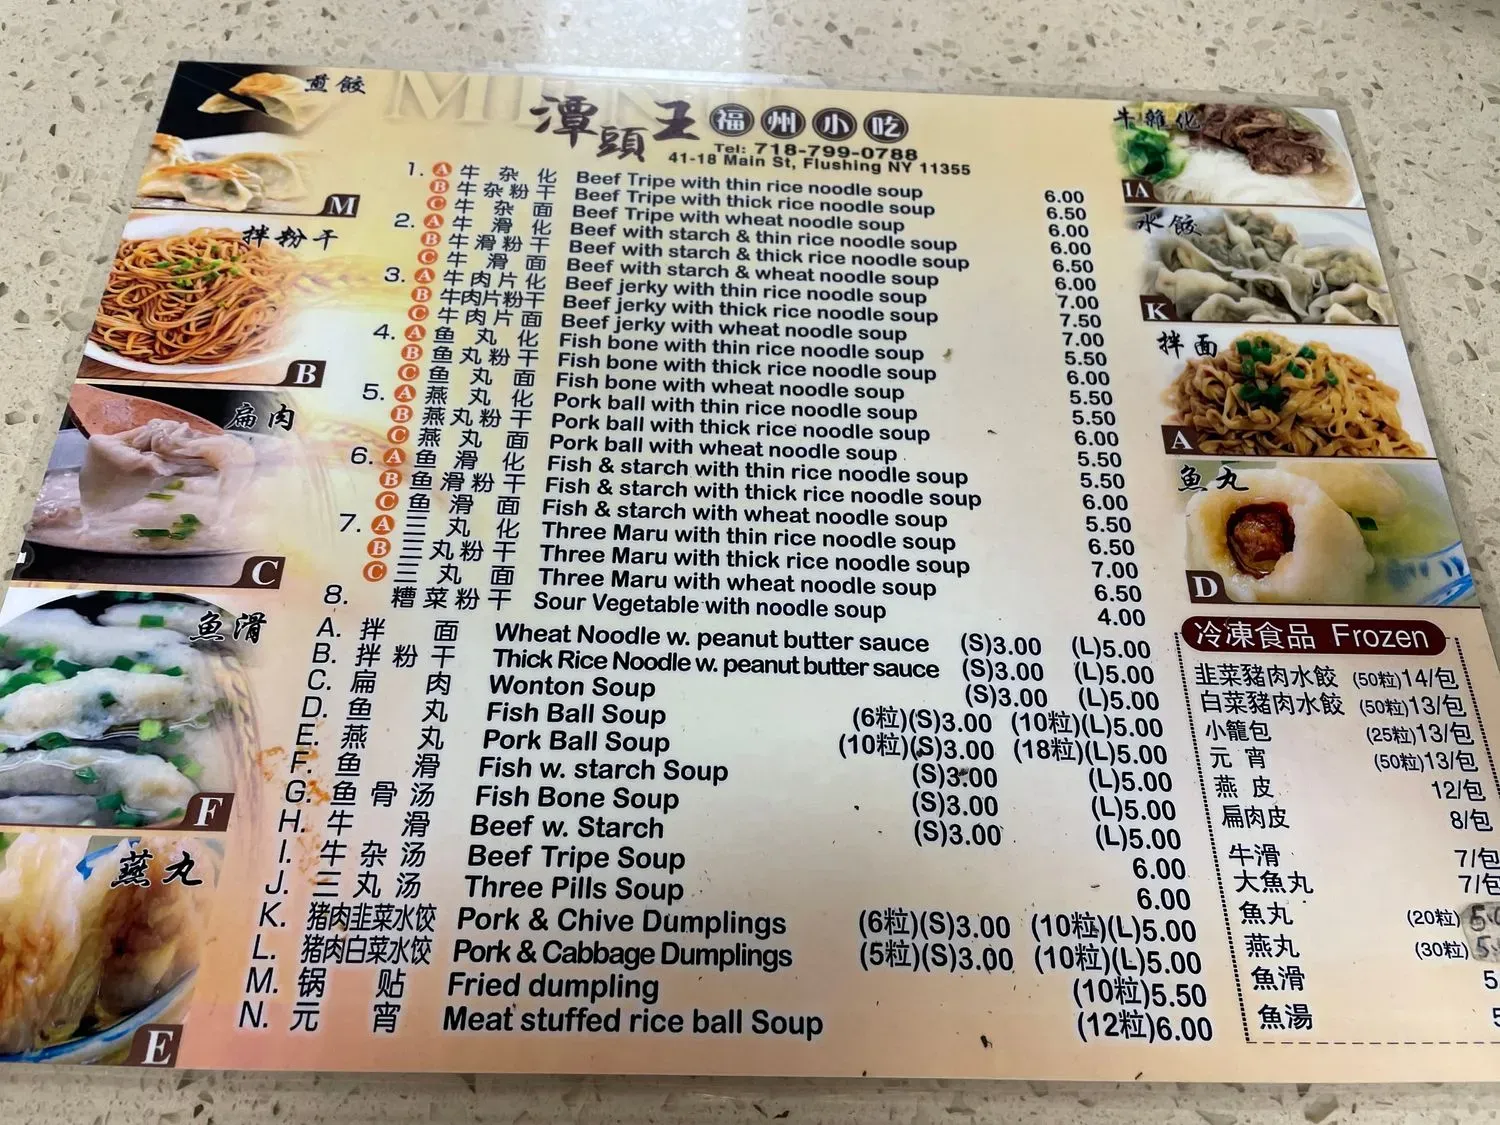 MENU
潭頭王 福州小吃
Tel: 718-799-0788
41-18 Main St, Flushing NY 11355
1. A 牛杂化 Beef Tripe with thin rice noodle soup 6.00
B 牛杂粉干 Beef Tripe with thick rice noodle soup 6.50
C 牛杂面 Beef Tripe with wheat noodle soup 6.00
2. A 牛滑化 Beef with starch & thin rice noodle soup 6.00
B 牛滑粉干 Beef with starch & thick rice noodle soup 6.50
C 牛滑面 Beef with starch & wheat noodle soup 6.00
3. A 牛肉片化 Beef jerky with thin rice noodle soup 7.00
B 牛肉片粉干 Beef jerky with thick rice noodle soup 7.50
C 牛肉片面 Beef jerky with wheat noodle soup 7.00
4. A 鱼丸化 Fish bone with thin rice noodle soup 5.50
B 鱼丸粉干 Fish bone with thick rice noodle soup 6.00
C 鱼丸面 Fish bone with wheat noodle soup 5.50
5. A 燕丸化 Pork ball with thin rice noodle soup 5.50
B 燕丸粉干 Pork ball with thick rice noodle soup 6.00
C 燕丸面 Pork ball with wheat noodle soup 5.50
6. A 鱼滑化 Fish & starch with thin rice noodle soup 5.50
B 鱼滑粉干 Fish & starch with thick rice noodle soup 6.00
C 鱼滑面 Fish & starch with wheat noodle soup 5.50
7. A 三丸化 Three Maru with thin rice noodle soup 6.50
B 三丸粉干 Three Maru with thick rice noodle soup 7.00
C 三丸面 Three Maru with wheat noodle soup 6.50
8. 糟菜粉干 Sour Vegetable with noodle soup 4.00
A. 拌面 Wheat Noodle w. peanut butter sauce (S)3.00 (L)5.00
B. 拌粉干 Thick Rice Noodle w. peanut butter sauce (S)3.00 (L)5.00
C. 扁肉 Wonton Soup (S)3.00 (L)5.00
D. 鱼丸 Fish Ball Soup (6粒)(S)3.00 (10粒)(L)5.00
E. 燕丸 Pork Ball Soup (10粒)(S)3.00 (18粒)(L)5.00
F. 鱼滑 Fish w. starch Soup (S)3.00 (L)5.00
G. 鱼骨汤 Fish Bone Soup (S)3.00 (L)5.00
H. 牛滑 Beef w. Starch (S)3.00 (L)5.00
I. 牛杂汤 Beef Tripe Soup 6.00
J. 三丸汤 Three Pills Soup 6.00
K. 猪肉韭菜水饺 Pork & Chive Dumplings (6粒)(S)3.00 (10粒)(L)5.00
L. 猪肉白菜水饺 Pork & Cabbage Dumplings (5粒)(S)3.00 (10粒)(L)5.00
M. 锅贴 Fried dumpling (10粒)5.50
N. 元宵 Meat stuffed rice ball Soup (12粒)6.00
煎餃
M
拌粉干
B
扁肉
C
鱼滑
F
燕丸
E
牛雜化
1A
水餃
K
拌面
A
鱼丸
D
冷凍食品 Frozen
韭菜豬肉水餃 (50粒)14/包
白菜豬肉水餃 (50粒)13/包
小籠包 (25粒)13/包
元宵 (50粒)13/包
燕皮 12/包
扁肉皮 8/包
牛滑 7/包
大魚丸 7/包
魚丸 (20粒)
燕丸 (30粒)
魚滑
魚湯